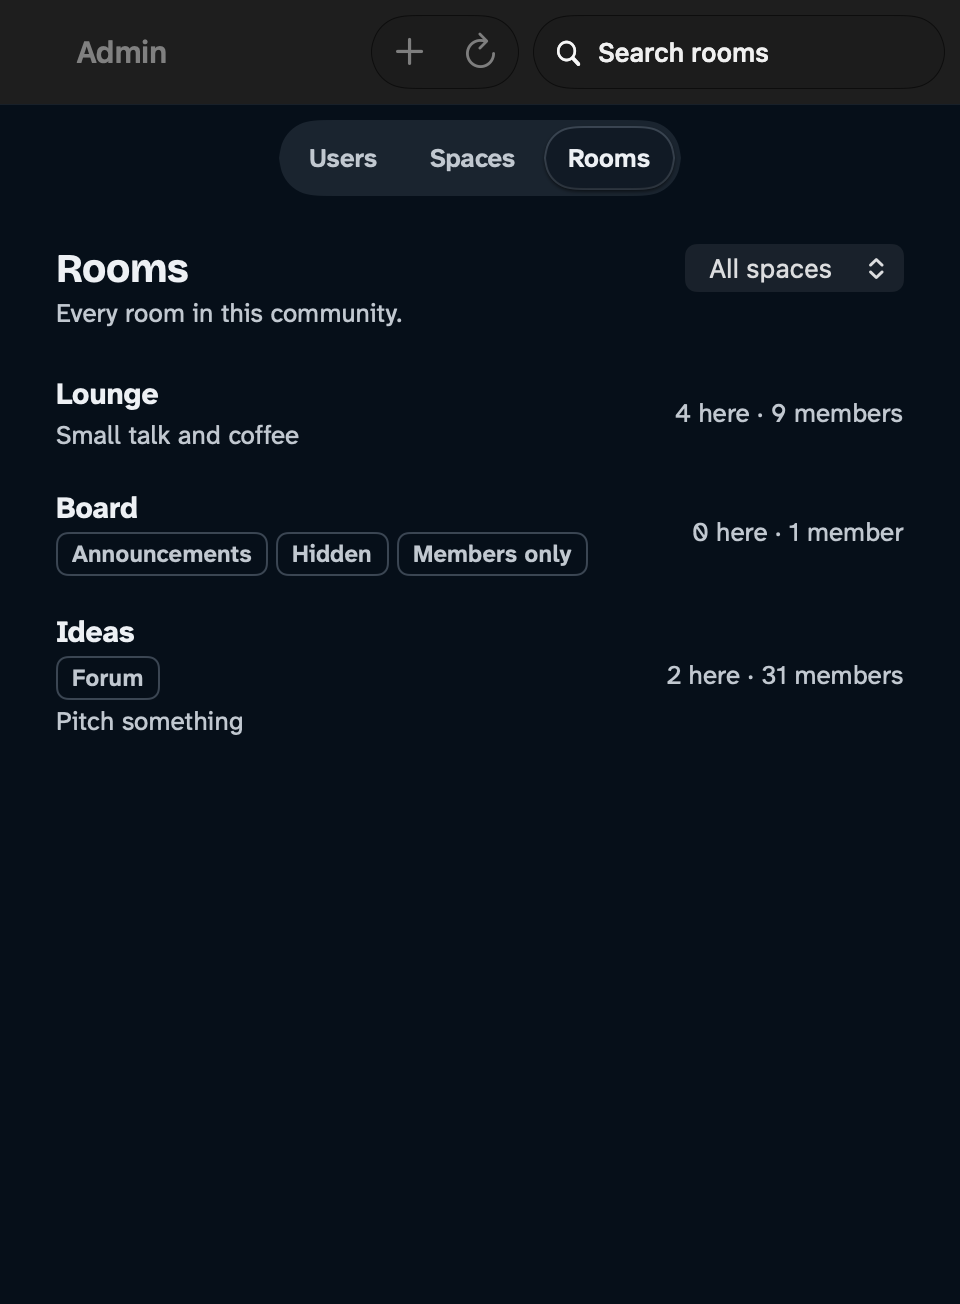 Admin
Search rooms
Users Spaces Rooms
Rooms
All spaces
Every room in this community.
Lounge
Small talk and coffee
4 here · 9 members
Board
Announcements Hidden Members only
0 here · 1 member
Ideas
Forum
Pitch something
2 here · 31 members